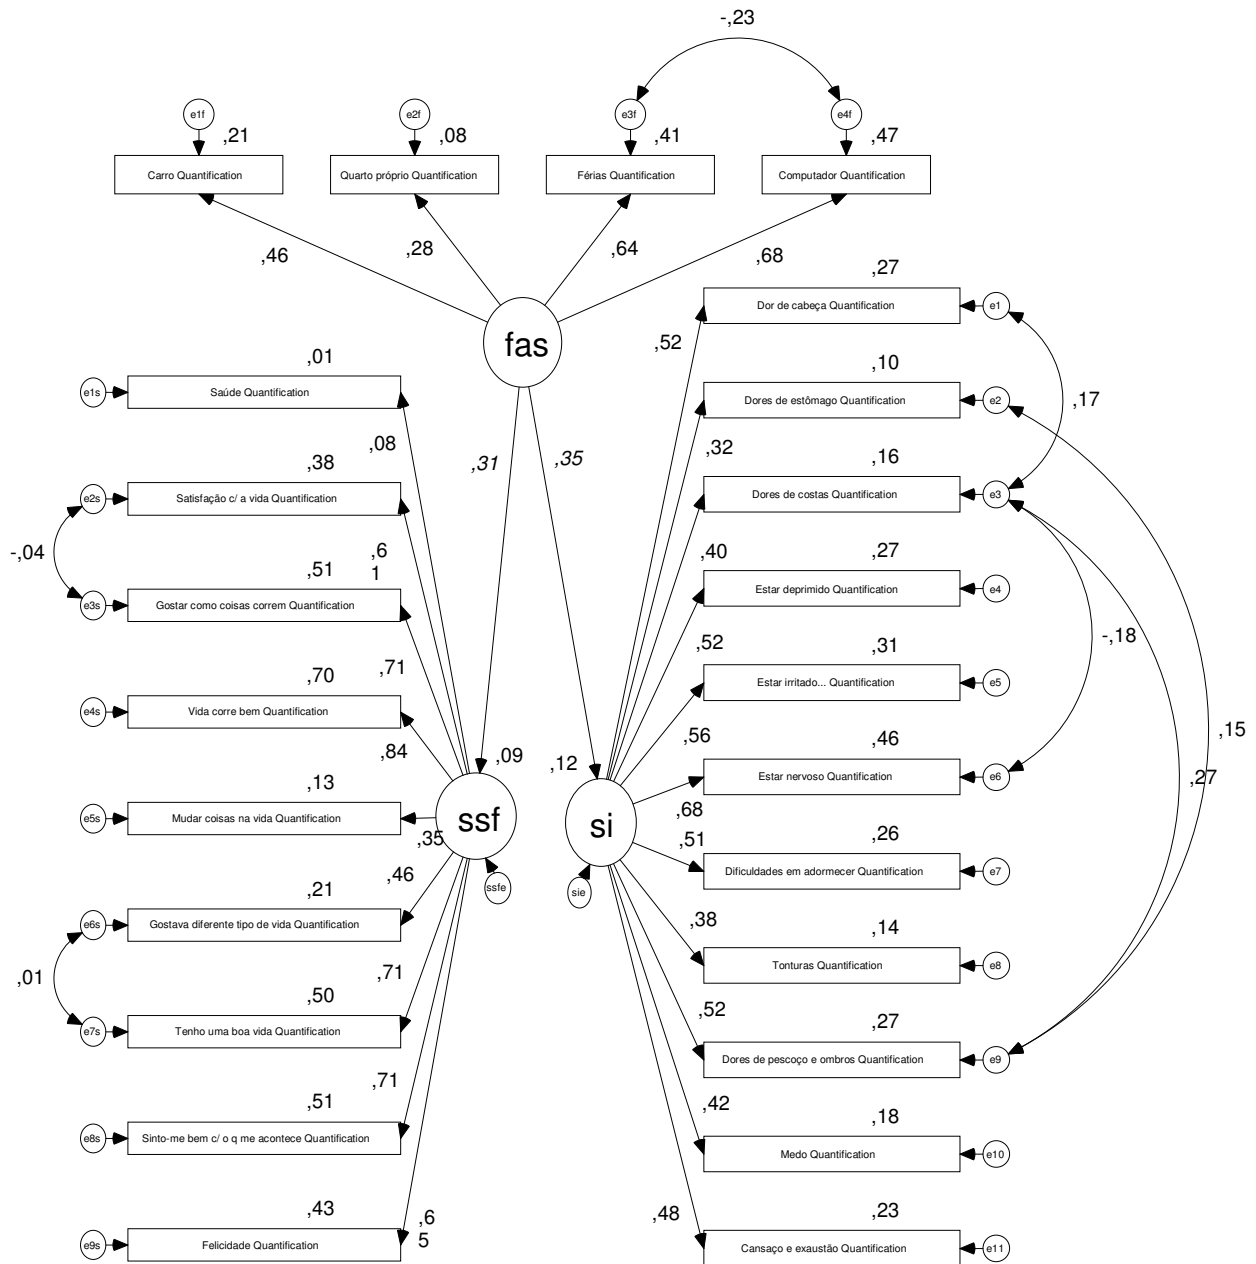 -,23
e1f
e2f
e3f
e4f
,21
,08
,41
,47
Carro Quantification
Quarto próprio Quantification
Férias Quantification
Computador Quantification
,46
,28
,64
,68
fas
,27
Dor de cabeça Quantification
e1
,52
,01
e1s
Saúde Quantification
,08
,10
Dores de estômago Quantification
e2
,17
,32
,31
,35
,38
e2s
Satisfação c/ a vida Quantification
,16
Dores de costas Quantification
e3
-,04
,6
1
,40
,51
e3s
Gostar como coisas correm Quantification
,27
Estar deprimido Quantification
e4
-,18
,52
,71
,70
e4s
Vida corre bem Quantification
,31
Estar irritado... Quantification
e5
,15
,56
,84
,09
,12
,46
Estar nervoso Quantification
e6
,27
,68
,13
e5s
Mudar coisas na vida Quantification
,35
ssf
si
,51
,26
Dificuldades em adormecer Quantification
e7
ssfe
sie
,46
,21
e6s
Gostava diferente tipo de vida Quantification
,38
,14
Tonturas Quantification
e8
,01
,71
,50
e7s
Tenho uma boa vida Quantification
,52
,27
Dores de pescoço e ombros Quantification
e9
,71
,51
e8s
Sinto-me bem c/ o q me acontece Quantification
,42
,18
Medo Quantification
e10
,43
e9s
Felicidade Quantification
,6
5
,48
,23
Cansaço e exaustão Quantification
e11